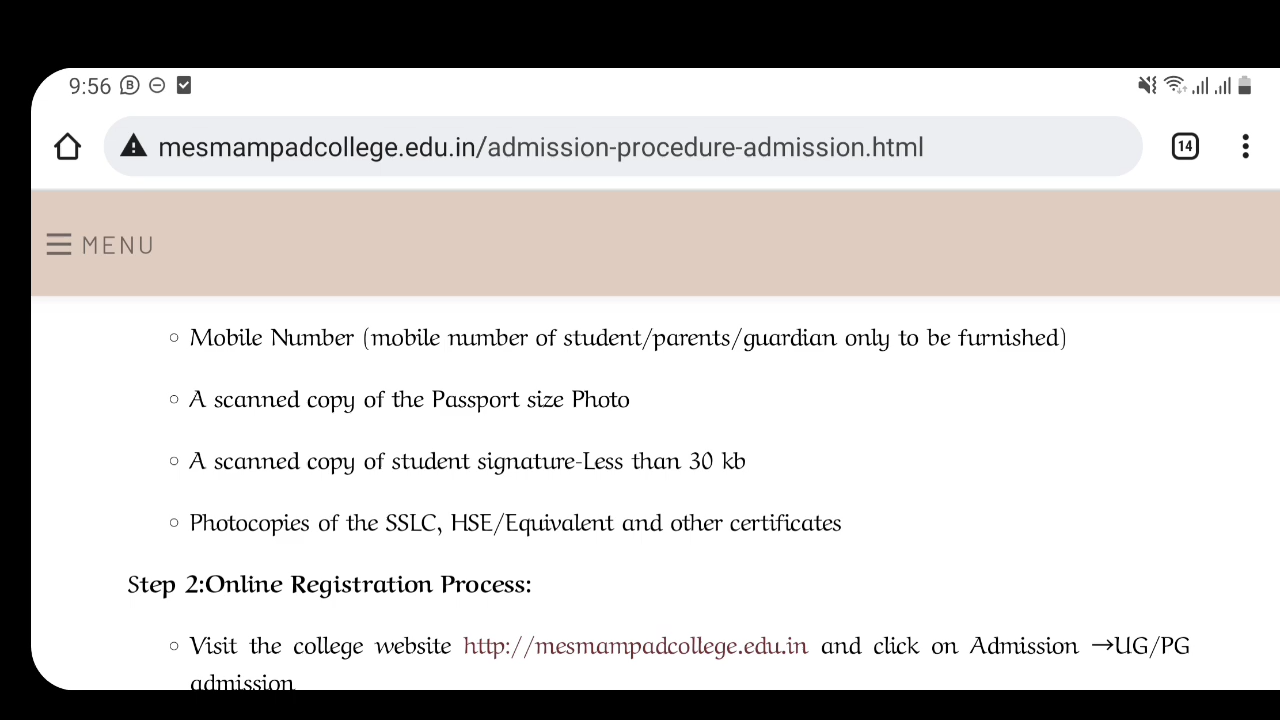 9:56
mesmampadcollege.edu.in/admission-procedure-admission.html
14
MENU
Mobile Number (mobile number of student/parents/guardian only to be furnished)
A scanned copy of the Passport size Photo
A scanned copy of student signature-Less than 30 kb
Photocopies of the SSLC, HSE/Equivalent and other certificates
Step 2:Online Registration Process:
Visit the college website http://mesmampadcollege.edu.in and click on Admission →UG/PG
admission